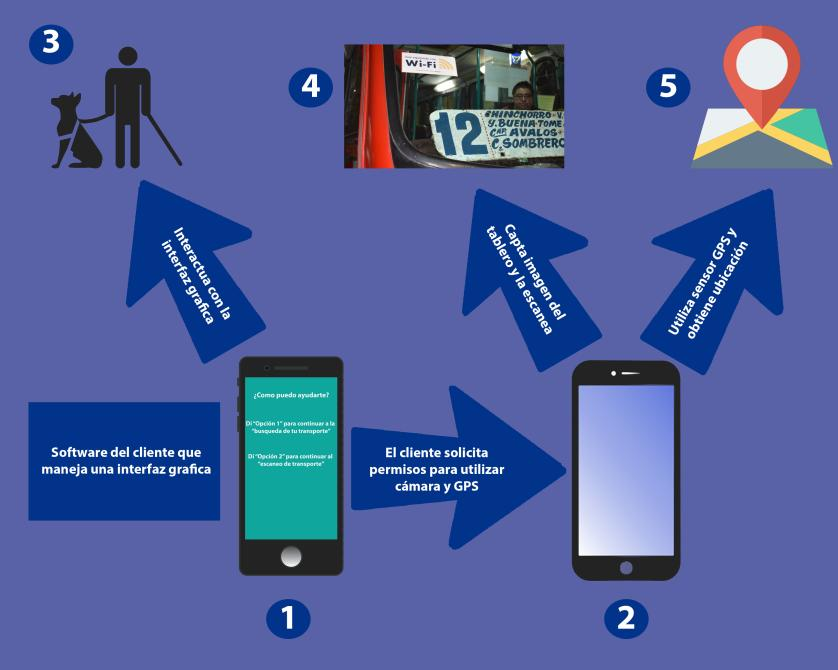 3
4
5
Wi-Fi
12
CHINCHORRO · V.
Y. BUENA · TOME
CAP AVALOS ·
C. SOMBRERO
Interactua con la
interfaz grafica
Capta imagen del
tablero y la escanea
Utiliza sensor GPS y
obtiene ubicación
Software del cliente que
maneja una interfaz grafica
¿Como puedo ayudarte?
Di "Opción 1" para continuar a la
"busqueda de tu transporte"
Di "Opción 2" para continuar al
"escaneo de transporte"
El cliente solicita
permisos para utilizar
cámara y GPS
1
2